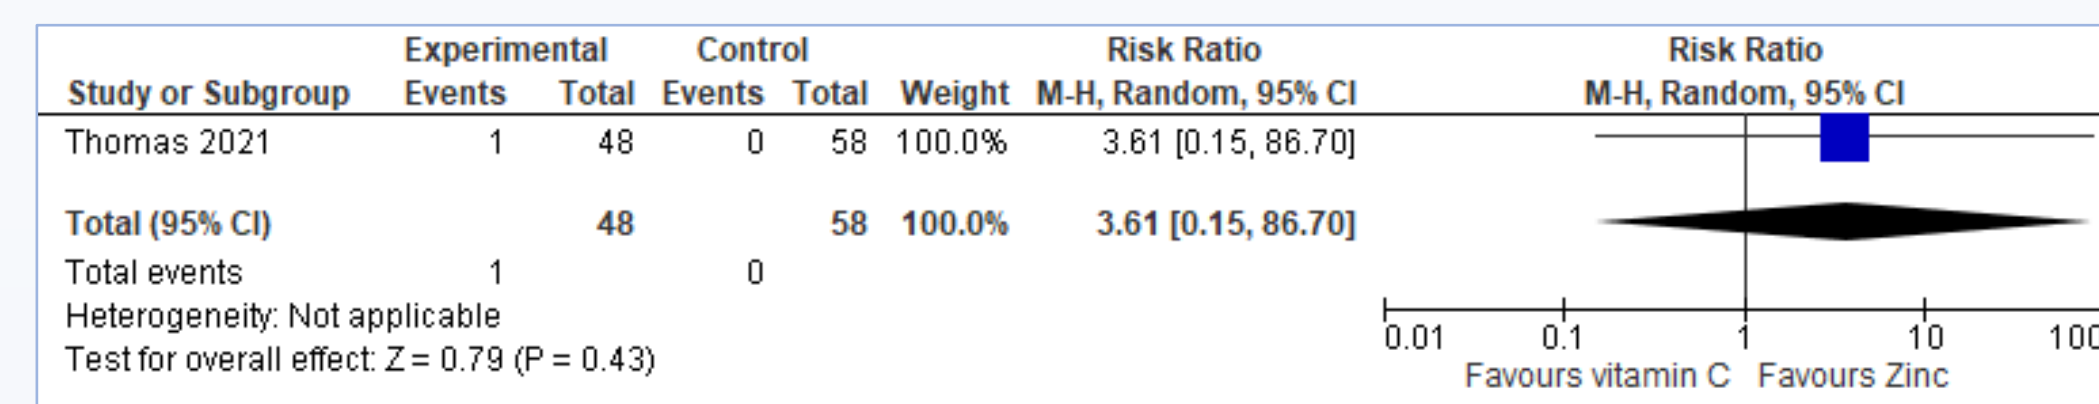 Experimental Control Risk Ratio Risk Ratio
Study or Subgroup Events Total Events Total Weight M-H, Random, 95% CI M-H, Random, 95% CI
Thomas 2021 1 48 0 58 100.0% 3.61 [0.15, 86.70]
Total (95% CI) 48 58 100.0% 3.61 [0.15, 86.70]
Total events 1 0
Heterogeneity: Not applicable
Test for overall effect: Z = 0.79 (P = 0.43)
0.01 0.1 1 10 100
Favours vitamin C Favours Zinc